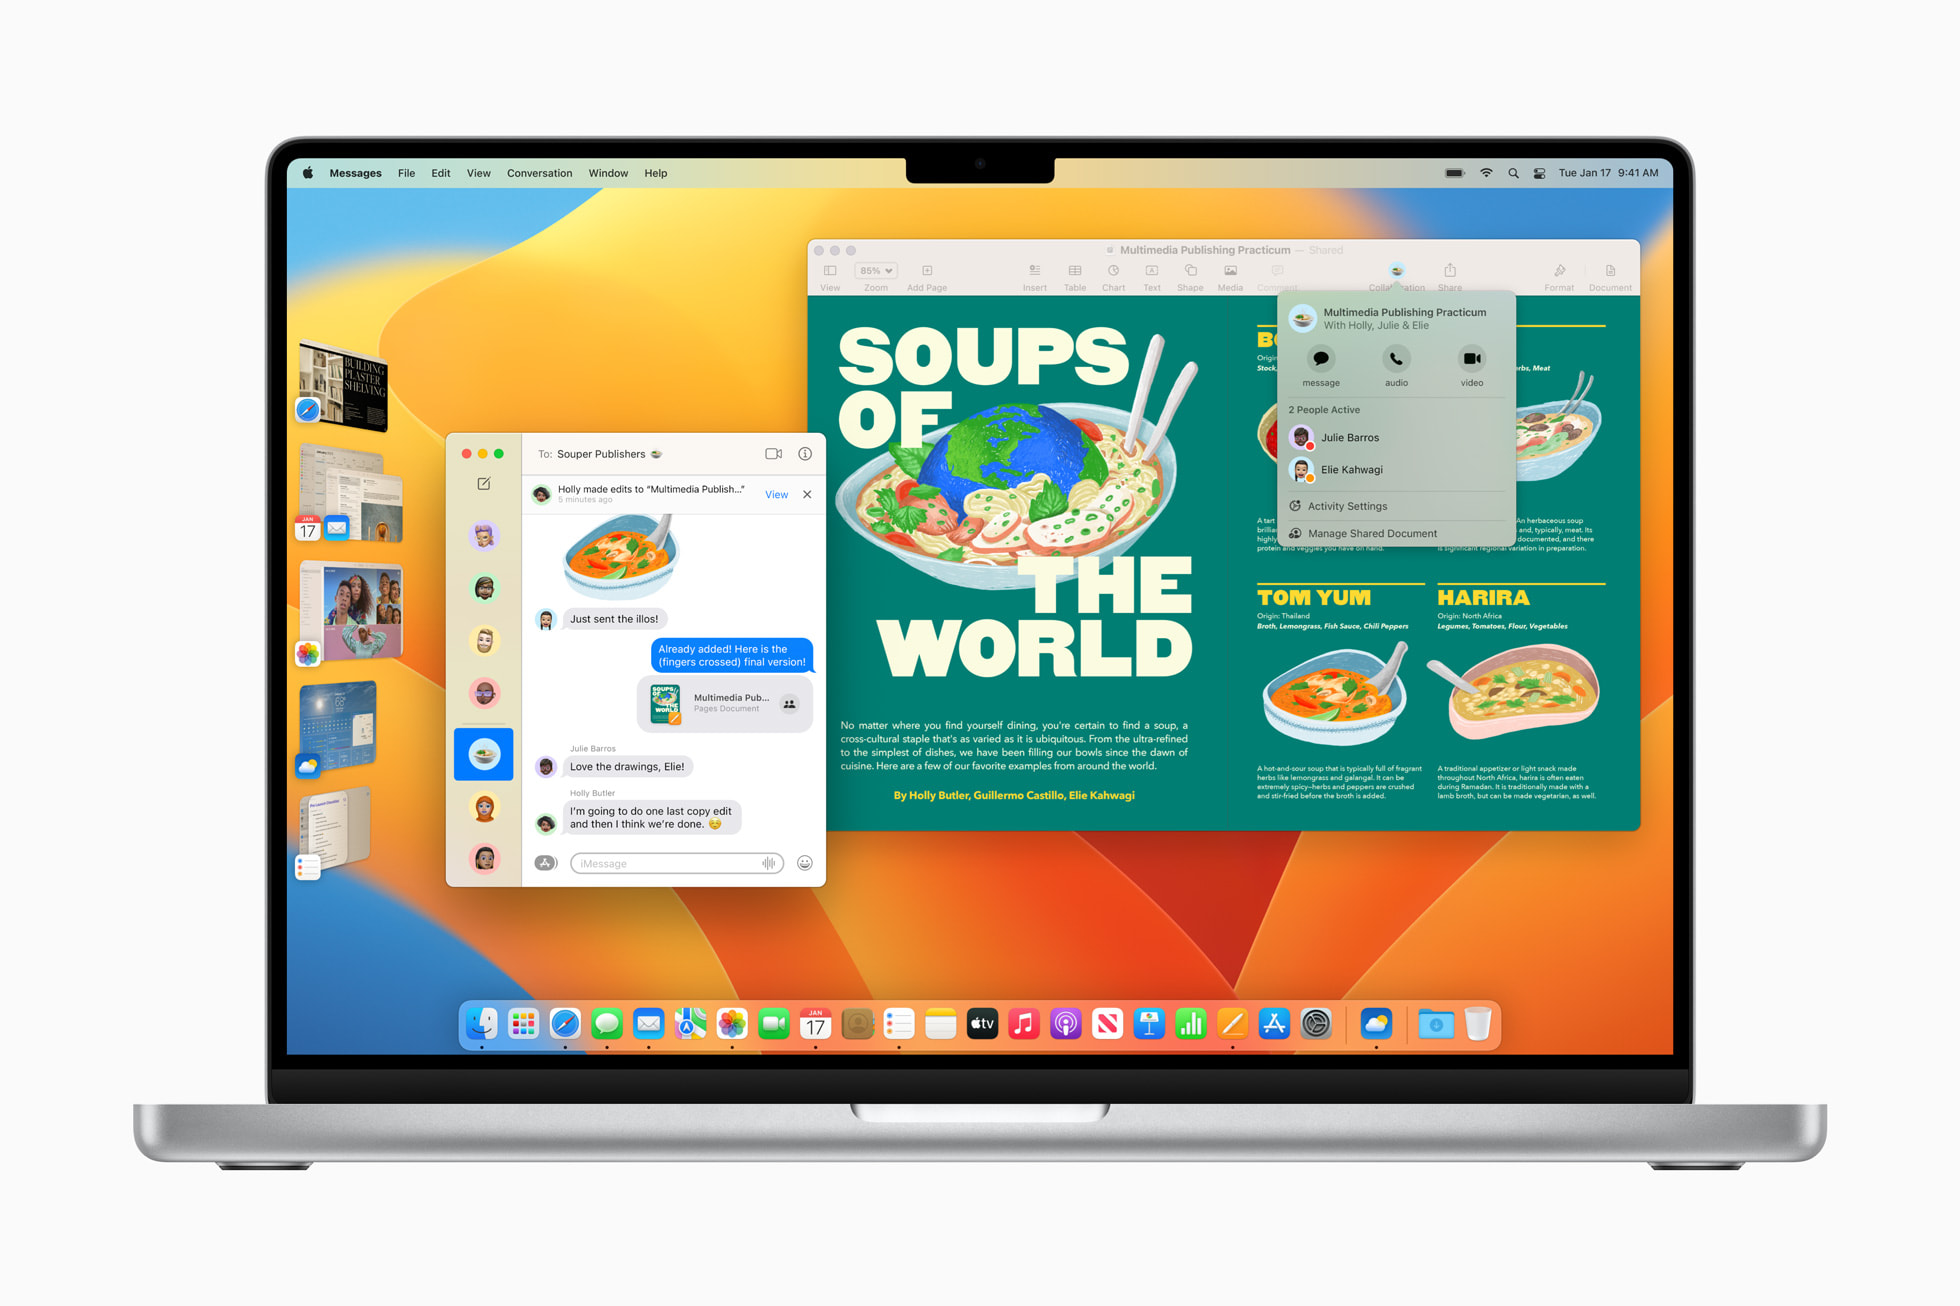 Messages File Edit View Conversation Window Help
Tue Jan 17 9:41 AM
BUILDING
PLASTER
SHELVING
JAN
17
To: Souper Publishers
Holly made edits to “Multimedia Publish...”
5 minutes ago
View
Just sent the illos!
Already added! Here is the
(fingers crossed) final version!
SOUPS
OF
THE
WORLD
Multimedia Pub...
Pages Document
Julie Barros
Love the drawings, Elie!
Holly Butler
I’m going to do one last copy edit
and then I think we’re done. 😌
iMessage
Multimedia Publishing Practicum — Shared
85%
View Zoom Add Page Insert Table Chart Text Shape Media Comment Collaboration Share Format Document
SOUPS
OF
THE
WORLD
No matter where you find yourself dining, you’re certain to find a soup, a
cross-cultural staple that’s as varied as it is ubiquitous. From the ultra-refined
to the simplest of dishes, we have been filling our bowls since the dawn of
cuisine. Here are a few of our favorite examples from around the world.
By Holly Butler, Guillermo Castillo, Elie Kahwagi
Multimedia Publishing Practicum
With Holly, Julie & Elie
message audio video
2 People Active
Julie Barros
Elie Kahwagi
Activity Settings
Manage Shared Document
Stock,
Meat
A tart
highly
protein and veggies you have on hand.
An herbaceous soup
and, typically, meat. Its
documented, and there
is significant regional variation in preparation.
TOM YUM
Origin: Thailand
Broth, Lemongrass, Fish Sauce, Chili Peppers
A hot-and-sour soup that is typically full of fragrant
herbs like lemongrass and galangal. It can be
extremely spicy–herbs and peppers are crushed
and stir-fried before the broth is added.
HARIRA
Origin: North Africa
Legumes, Tomatoes, Flour, Vegetables
A traditional appetizer or light snack made
throughout North Africa, harira is often eaten
during Ramadan. It is traditionally made with a
lamb broth, but can be made vegetarian, as well.
JAN
17
tv